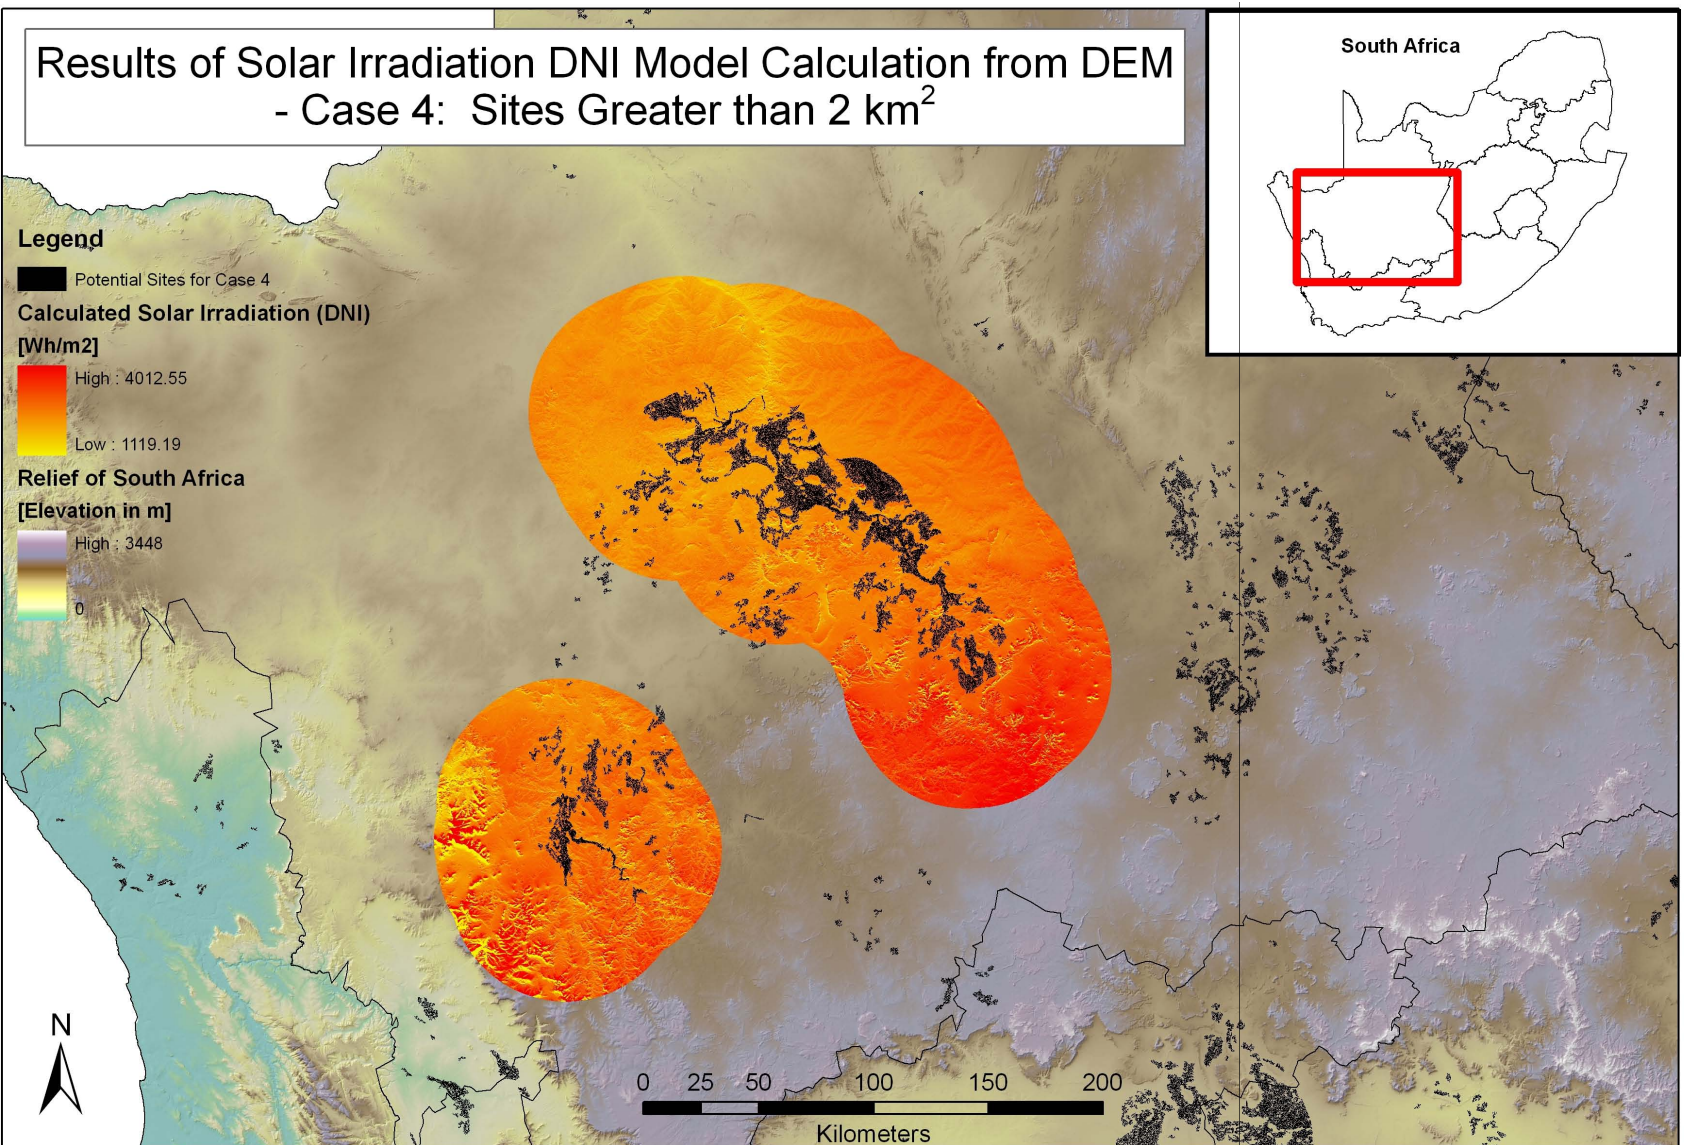 Results of Solar Irradiation DNI Model Calculation from DEM
- Case 4: Sites Greater than 2 km²
South Africa
Legend
Potential Sites for Case 4
Calculated Solar Irradiation (DNI)
[Wh/m2]
High : 4012.55
Low : 1119.19
Relief of South Africa
[Elevation in m]
High : 3448
0
N
0 25 50 100 150 200
Kilometers